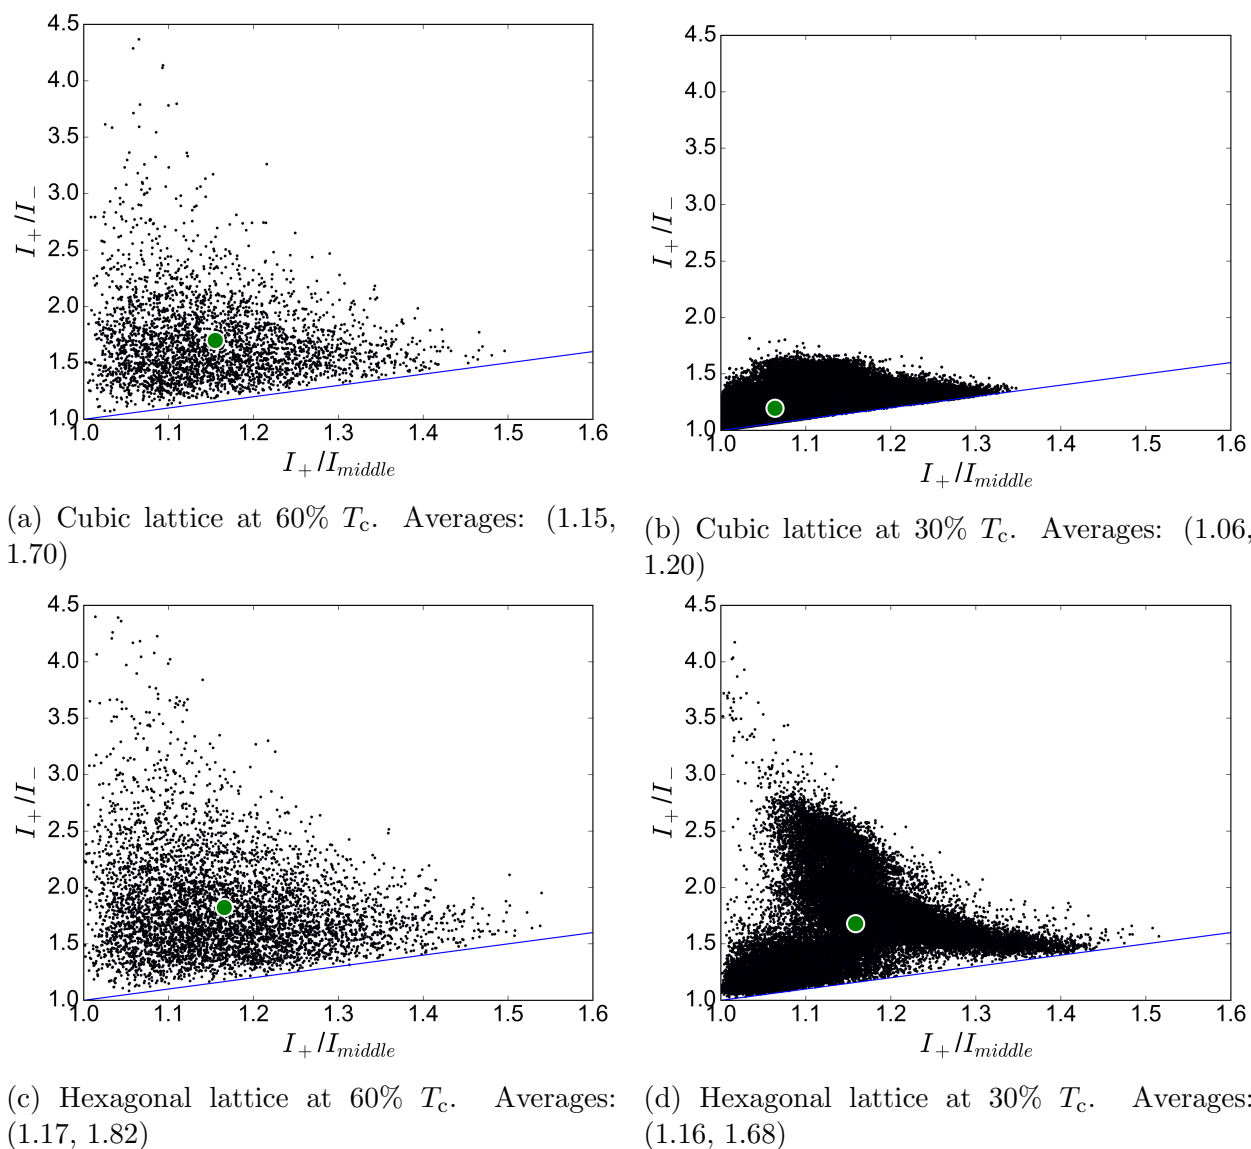 4.5
4.0
3.5
3.0
2.5
2.0
1.5
1.0
I₊/I₋
1.0 1.1 1.2 1.3 1.4 1.5 1.6
I₊/I_middle
(a) Cubic lattice at 60% T_c. Averages: (1.15,
1.70)
4.5
4.0
3.5
3.0
2.5
2.0
1.5
1.0
I₊/I₋
1.0 1.1 1.2 1.3 1.4 1.5 1.6
I₊/I_middle
(b) Cubic lattice at 30% T_c. Averages: (1.06,
1.20)
4.5
4.0
3.5
3.0
2.5
2.0
1.5
1.0
I₊/I₋
1.0 1.1 1.2 1.3 1.4 1.5 1.6
I₊/I_middle
(c) Hexagonal lattice at 60% T_c. Averages:
(1.17, 1.82)
4.5
4.0
3.5
3.0
2.5
2.0
1.5
1.0
I₊/I₋
1.0 1.1 1.2 1.3 1.4 1.5 1.6
I₊/I_middle
(d) Hexagonal lattice at 30% T_c. Averages:
(1.16, 1.68)